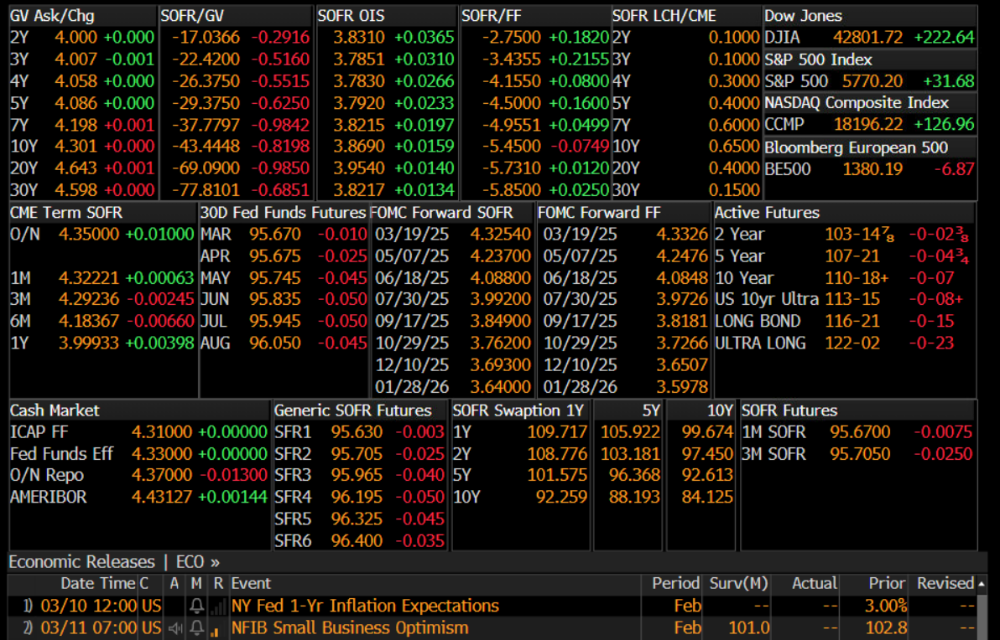 GV Ask/Chg SOFR/GV SOFR OIS SOFR/FF SOFR LCH/CME Dow Jones
2Y 4.000 +0.000 -17.0366 -0.2916 3.8310 +0.0365 -2.7500 +0.1820 2Y 0.1000 DJIA 42801.72 +222.64
3Y 4.007 -0.001 -22.4200 -0.5160 3.7851 +0.0310 -3.4355 +0.2155 3Y 0.1000 S&P 500 Index
4Y 4.058 +0.000 -26.3750 -0.5515 3.7830 +0.0266 -4.1550 +0.0800 4Y 0.3000 S&P 500 5770.20 +31.68
5Y 4.086 +0.000 -29.3750 -0.6250 3.7920 +0.0233 -4.5000 +0.1600 5Y 0.4000 NASDAQ Composite Index
7Y 4.198 +0.001 -37.7797 -0.9842 3.8215 +0.0197 -4.9551 +0.0499 7Y 0.6000 CCMP 18196.22 +126.96
10Y 4.301 +0.000 -43.4448 -0.8198 3.8690 +0.0159 -5.4500 -0.0749 10Y 0.6500 Bloomberg European 500
20Y 4.643 +0.001 -69.0900 -0.9850 3.9540 +0.0140 -5.7310 +0.0120 20Y 0.4000 BE500 1380.19 -6.87
30Y 4.598 +0.000 -77.8101 -0.6851 3.8217 +0.0134 -5.8500 +0.0250 30Y 0.1500
CME Term SOFR 30D Fed Funds Futures FOMC Forward SOFR FOMC Forward FF Active Futures
O/N 4.35000 +0.01000 MAR 95.670 -0.010 03/19/25 4.32540 03/19/25 4.3326 2 Year 103-14⅞ -0-02⅜
APR 95.675 -0.025 05/07/25 4.23700 05/07/25 4.2476 5 Year 107-21 -0-04¾
1M 4.32221 +0.00063 MAY 95.745 -0.045 06/18/25 4.08800 06/18/25 4.0848 10 Year 110-18+ -0-07
3M 4.29236 -0.00245 JUN 95.835 -0.050 07/30/25 3.99200 07/30/25 3.9726 US 10yr Ultra 113-15 -0-08+
6M 4.18367 -0.00660 JUL 95.945 -0.050 09/17/25 3.84900 09/17/25 3.8181 LONG BOND 116-21 -0-15
1Y 3.99933 +0.00398 AUG 96.050 -0.045 10/29/25 3.76200 10/29/25 3.7266 ULTRA LONG 122-02 -0-23
12/10/25 3.69300 12/10/25 3.6507
01/28/26 3.64000 01/28/26 3.5978
Cash Market Generic SOFR Futures SOFR Swaption 1Y 5Y 10Y SOFR Futures
ICAP FF 4.31000 +0.00000 SFR1 95.630 -0.003 1Y 109.717 105.922 99.674 1M SOFR 95.6700 -0.0075
Fed Funds Eff 4.33000 +0.00000 SFR2 95.705 -0.025 2Y 108.776 103.181 97.450 3M SOFR 95.7050 -0.0250
O/N Repo 4.37000 -0.01300 SFR3 95.965 -0.040 5Y 101.575 96.368 92.613
AMERIBOR 4.43127 +0.00144 SFR4 96.195 -0.050 10Y 92.259 88.193 84.125
SFR5 96.325 -0.045
SFR6 96.400 -0.035
Economic Releases | ECO »
Date Time C A M R Event Period Surv(M) Actual Prior Revised
1) 03/10 12:00 US NY Fed 1-Yr Inflation Expectations Feb -- -- 3.00% --
2) 03/11 07:00 US NFIB Small Business Optimism Feb 101.0 -- 102.8 --